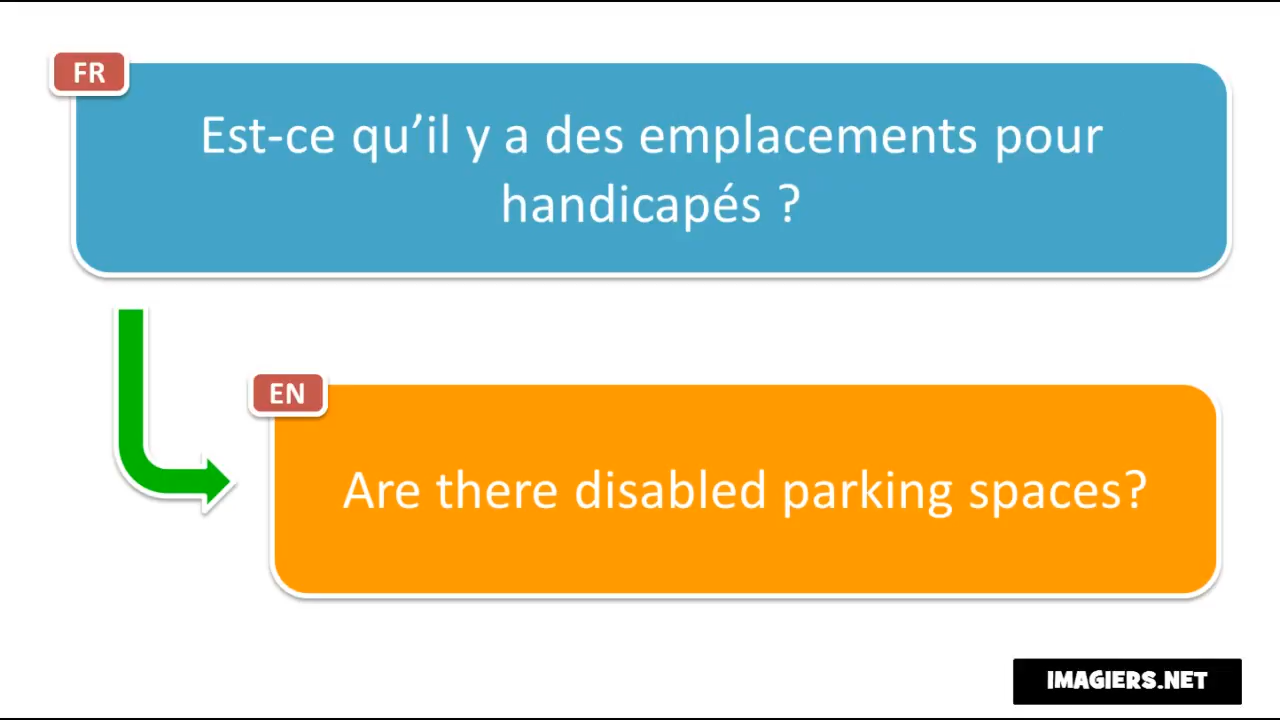 FR
Est-ce qu’il y a des emplacements pour
handicapés ?
EN
Are there disabled parking spaces?
IMAGIERS.NET